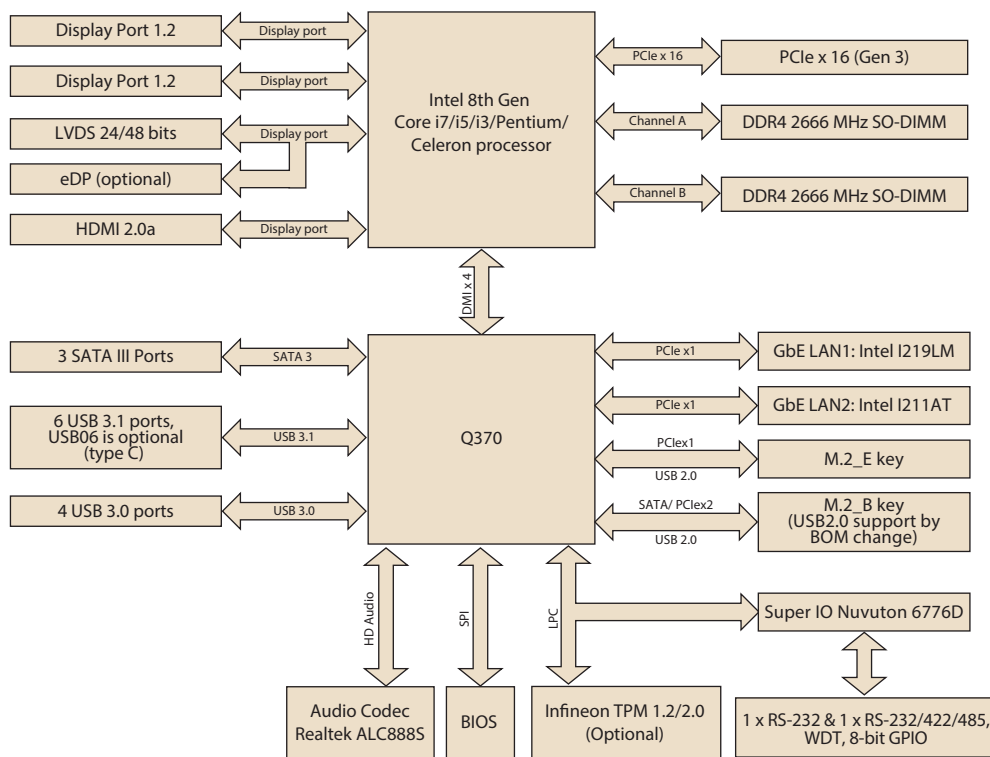 Display Port 1.2
Display port
Display Port 1.2
Display port
LVDS 24/48 bits
Display port
eDP (optional)
HDMI 2.0a
Display port
Intel 8th Gen
Core i7/i5/i3/Pentium/
Celeron processor
PCIe x 16
PCIe x 16 (Gen 3)
Channel A
DDR4 2666 MHz SO-DIMM
Channel B
DDR4 2666 MHz SO-DIMM
DMI x 4
3 SATA III Ports
SATA 3
6 USB 3.1 ports,
USB06 is optional
(type C)
USB 3.1
4 USB 3.0 ports
USB 3.0
Q370
PCIe x1
GbE LAN1: Intel I219LM
PCIe x1
GbE LAN2: Intel I211AT
PCIex1
USB 2.0
M.2_E key
SATA/ PCIex2
USB 2.0
M.2_B key
(USB2.0 support by
BOM change)
HD Audio
SPI
LPC
Super IO Nuvuton 6776D
Audio Codec
Realtek ALC888S
BIOS
Infineon TPM 1.2/2.0
(Optional)
1 x RS-232 & 1 x RS-232/422/485,
WDT, 8-bit GPIO